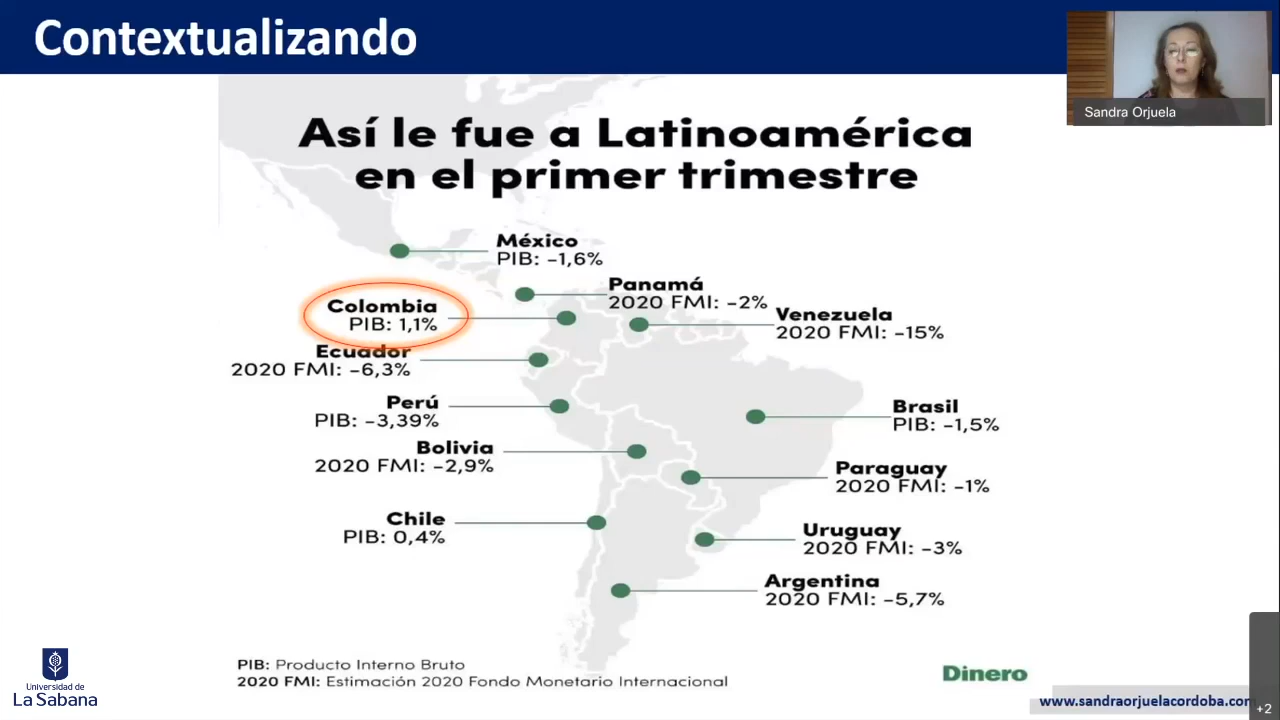 Contextualizando
Sandra Orjuela
Así le fue a Latinoamérica
en el primer trimestre
México
PIB: -1,6%
Panamá
2020 FMI: -2%
Colombia
PIB: 1,1%
Venezuela
2020 FMI: -15%
Ecuador
2020 FMI: -6,3%
Perú
PIB: -3,39%
Brasil
PIB: -1,5%
Bolivia
2020 FMI: -2,9%
Paraguay
2020 FMI: -1%
Chile
PIB: 0,4%
Uruguay
2020 FMI: -3%
Argentina
2020 FMI: -5,7%
PIB: Producto Interno Bruto
2020 FMI: Estimación 2020 Fondo Monetario Internacional
Dinero
Universidad de
La Sabana
www.sandraorjuelacordoba.com
+2